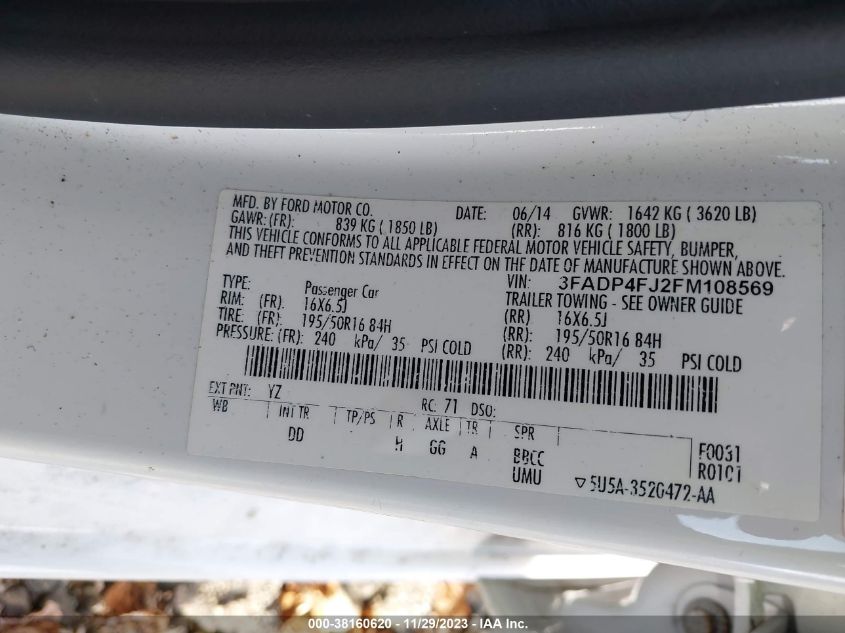 MFD. BY FORD MOTOR CO. DATE: 06/14 GVWR: 1642 KG ( 3620 LB)
GAWR: (FR): 839 KG ( 1850 LB) (RR): 816 KG ( 1800 LB)
THIS VEHICLE CONFORMS TO ALL APPLICABLE FEDERAL MOTOR VEHICLE SAFETY, BUMPER,
AND THEFT PREVENTION STANDARDS IN EFFECT ON THE DATE OF MANUFACTURE SHOWN ABOVE.
VIN: 3FADP4FJ2FM108569
TYPE: Passenger Car TRAILER TOWING - SEE OWNER GUIDE
RIM: (FR) 16X6.5J (RR) 16X6.5J
TIRE: (FR) 195/50R16 84H (RR): 195/50R16 84H
PRESSURE: (FR): 240 kPa/ 35 PSI COLD (RR): 240 kPa/ 35 PSI COLD
EXT PNT: YZ RC: 71 DSO:
WB INT TR TP/PS R AXLE TR SPR
DD H GG A BBCC
UMU
F0031
R0101
5U5A-3520472-AA
000-38160620 - 11/29/2023 - iaai.com